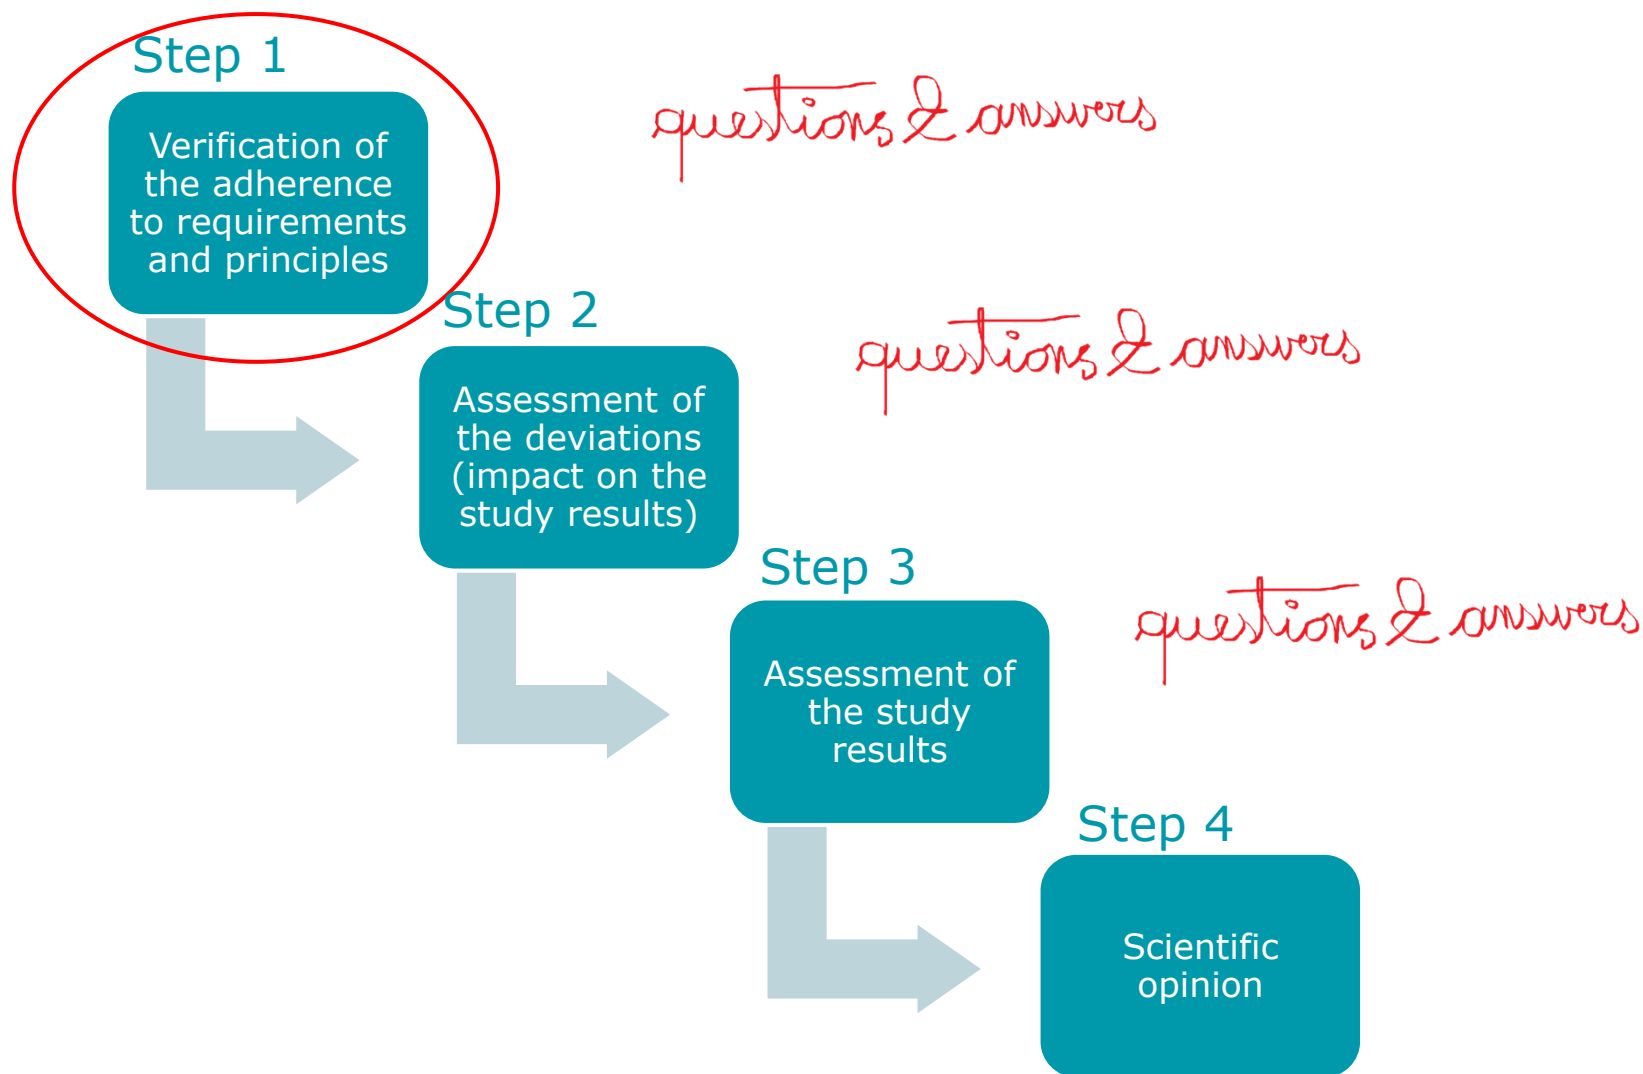 Step 1
Verification of
the adherence
to requirements
and principles
questions & answers
Step 2
Assessment of
the deviations
(impact on the
study results)
questions & answers
Step 3
Assessment of
the study
results
questions & answers
Step 4
Scientific
opinion